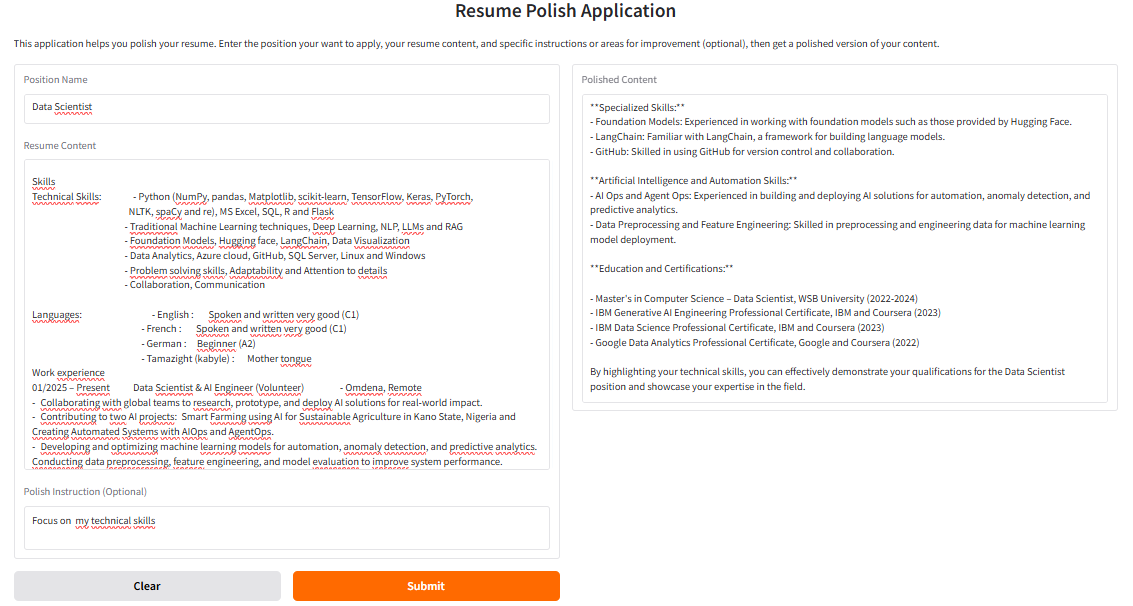 Resume Polish Application
This application helps you polish your resume. Enter the position your want to apply, your resume content, and specific instructions or areas for improvement (optional), then get a polished version of your content.
Position Name
Data Scientist
Resume Content
Skills
Technical Skills: - Python (NumPy, pandas, Matplotlib, scikit-learn, TensorFlow, Keras, PyTorch,
NLTK, spaCy and re), MS Excel, SQL, R and Flask
- Traditional Machine Learning techniques, Deep Learning, NLP, LLMs and RAG
- Foundation Models, Hugging face, LangChain, Data Visualization
- Data Analytics, Azure cloud, GitHub, SQL Server, Linux and Windows
- Problem solving skills, Adaptability and Attention to details
- Collaboration, Communication
Languages: - English : Spoken and written very good (C1)
- French : Spoken and written very good (C1)
- German : Beginner (A2)
- Tamazight (kabyle) : Mother tongue
Work experience
01/2025 – Present Data Scientist & AI Engineer (Volunteer) - Omdena, Remote
- Collaborating with global teams to research, prototype, and deploy AI solutions for real-world impact.
- Contributing to two AI projects: Smart Farming using AI for Sustainable Agriculture in Kano State, Nigeria and
Creating Automated Systems with AIOps and AgentOps.
- Developing and optimizing machine learning models for automation, anomaly detection, and predictive analytics.
Conducting data preprocessing, feature engineering, and model evaluation to improve system performance.
Polish Instruction (Optional)
Focus on my technical skills
Clear
Submit
Polished Content
**Specialized Skills:**
- Foundation Models: Experienced in working with foundation models such as those provided by Hugging Face.
- LangChain: Familiar with LangChain, a framework for building language models.
- GitHub: Skilled in using GitHub for version control and collaboration.
**Artificial Intelligence and Automation Skills:**
- AI Ops and Agent Ops: Experienced in building and deploying AI solutions for automation, anomaly detection, and
predictive analytics.
- Data Preprocessing and Feature Engineering: Skilled in preprocessing and engineering data for machine learning
model deployment.
**Education and Certifications:**
- Master's in Computer Science – Data Scientist, WSB University (2022-2024)
- IBM Generative AI Engineering Professional Certificate, IBM and Coursera (2023)
- IBM Data Science Professional Certificate, IBM and Coursera (2023)
- Google Data Analytics Professional Certificate, Google and Coursera (2022)
By highlighting your technical skills, you can effectively demonstrate your qualifications for the Data Scientist
position and showcase your expertise in the field.